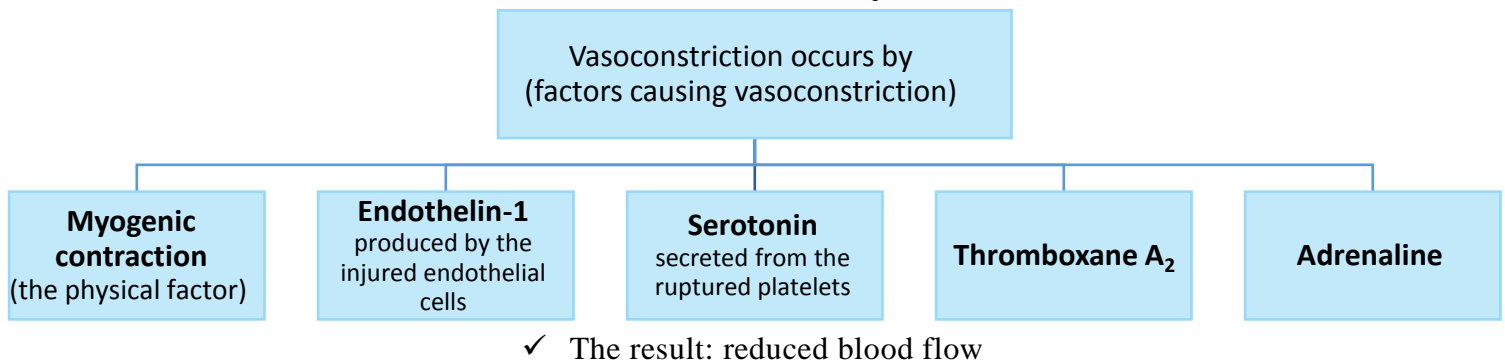 Vasoconstriction occurs by
(factors causing vasoconstriction)
Myogenic
contraction
(the physical factor)
Endothelin-1
produced by the
injured endothelial
cells
Serotonin
secreted from the
ruptured platelets
Thromboxane A₂
Adrenaline
✓ The result: reduced blood flow